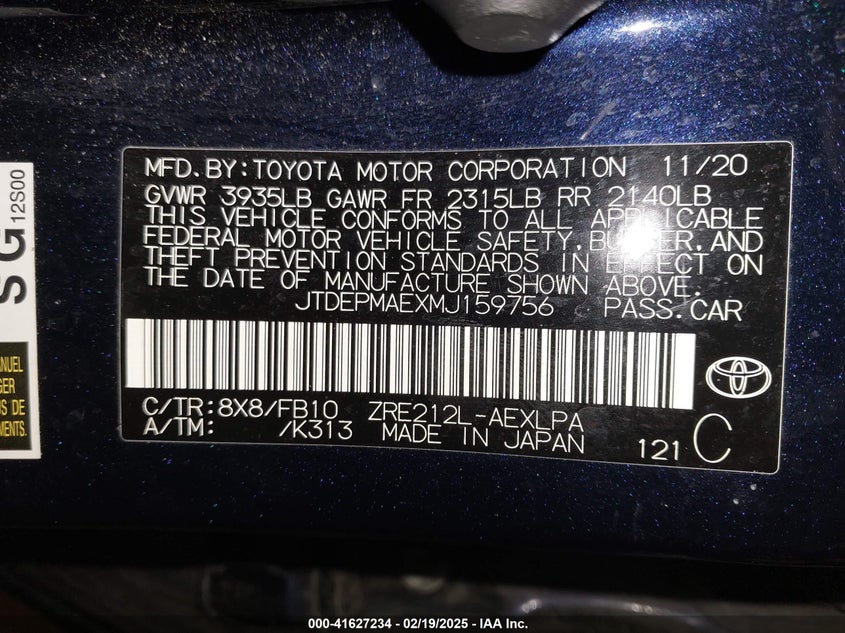 MFD.BY:TOYOTA MOTOR CORPORATION 11/20
GVWR 3935LB GAWR FR 2315LB RR 2140LB
THIS VEHICLE CONFORMS TO ALL APPLICABLE
FEDERAL MOTOR VEHICLE SAFETY, BUMPER, AND
THEFT PREVENTION STANDARDS IN EFFECT ON
THE DATE OF MANUFACTURE SHOWN ABOVE.
JTDEPMAEXMJ159756 PASS.CAR
C/TR:8X8/FB10 ZRE212L-AEXLPA
A/TM: /K313 MADE IN JAPAN
121 C
S G
12S00
000-41627234 - 02/19/2025 - IAA Inc.